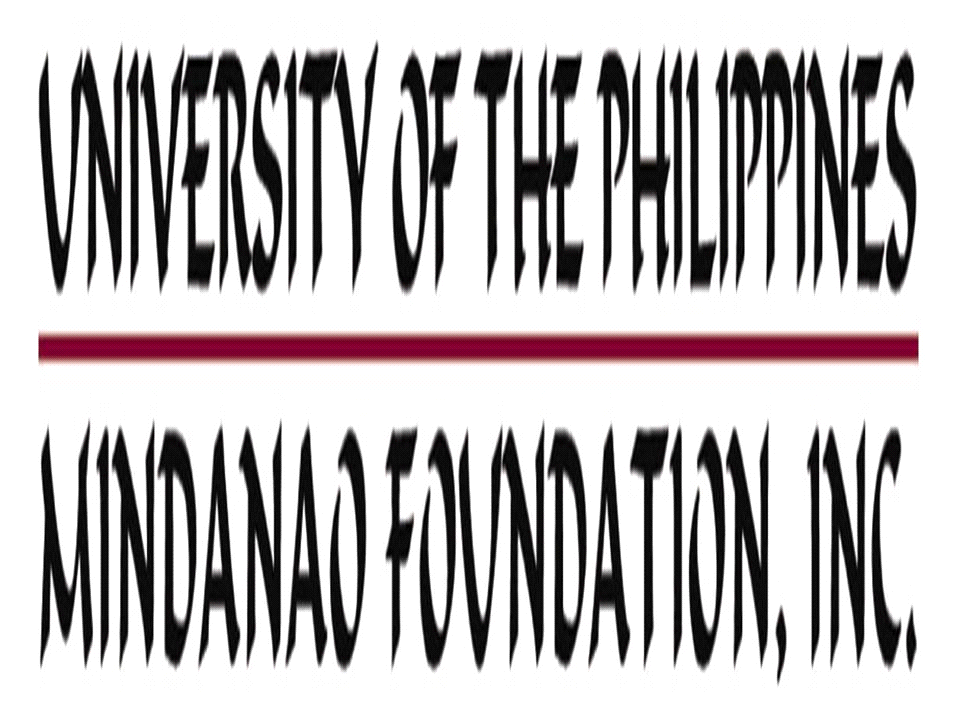 UNIVERSITY OF THE PHILIPPINES
MINDANAO FOUNDATION, INC.